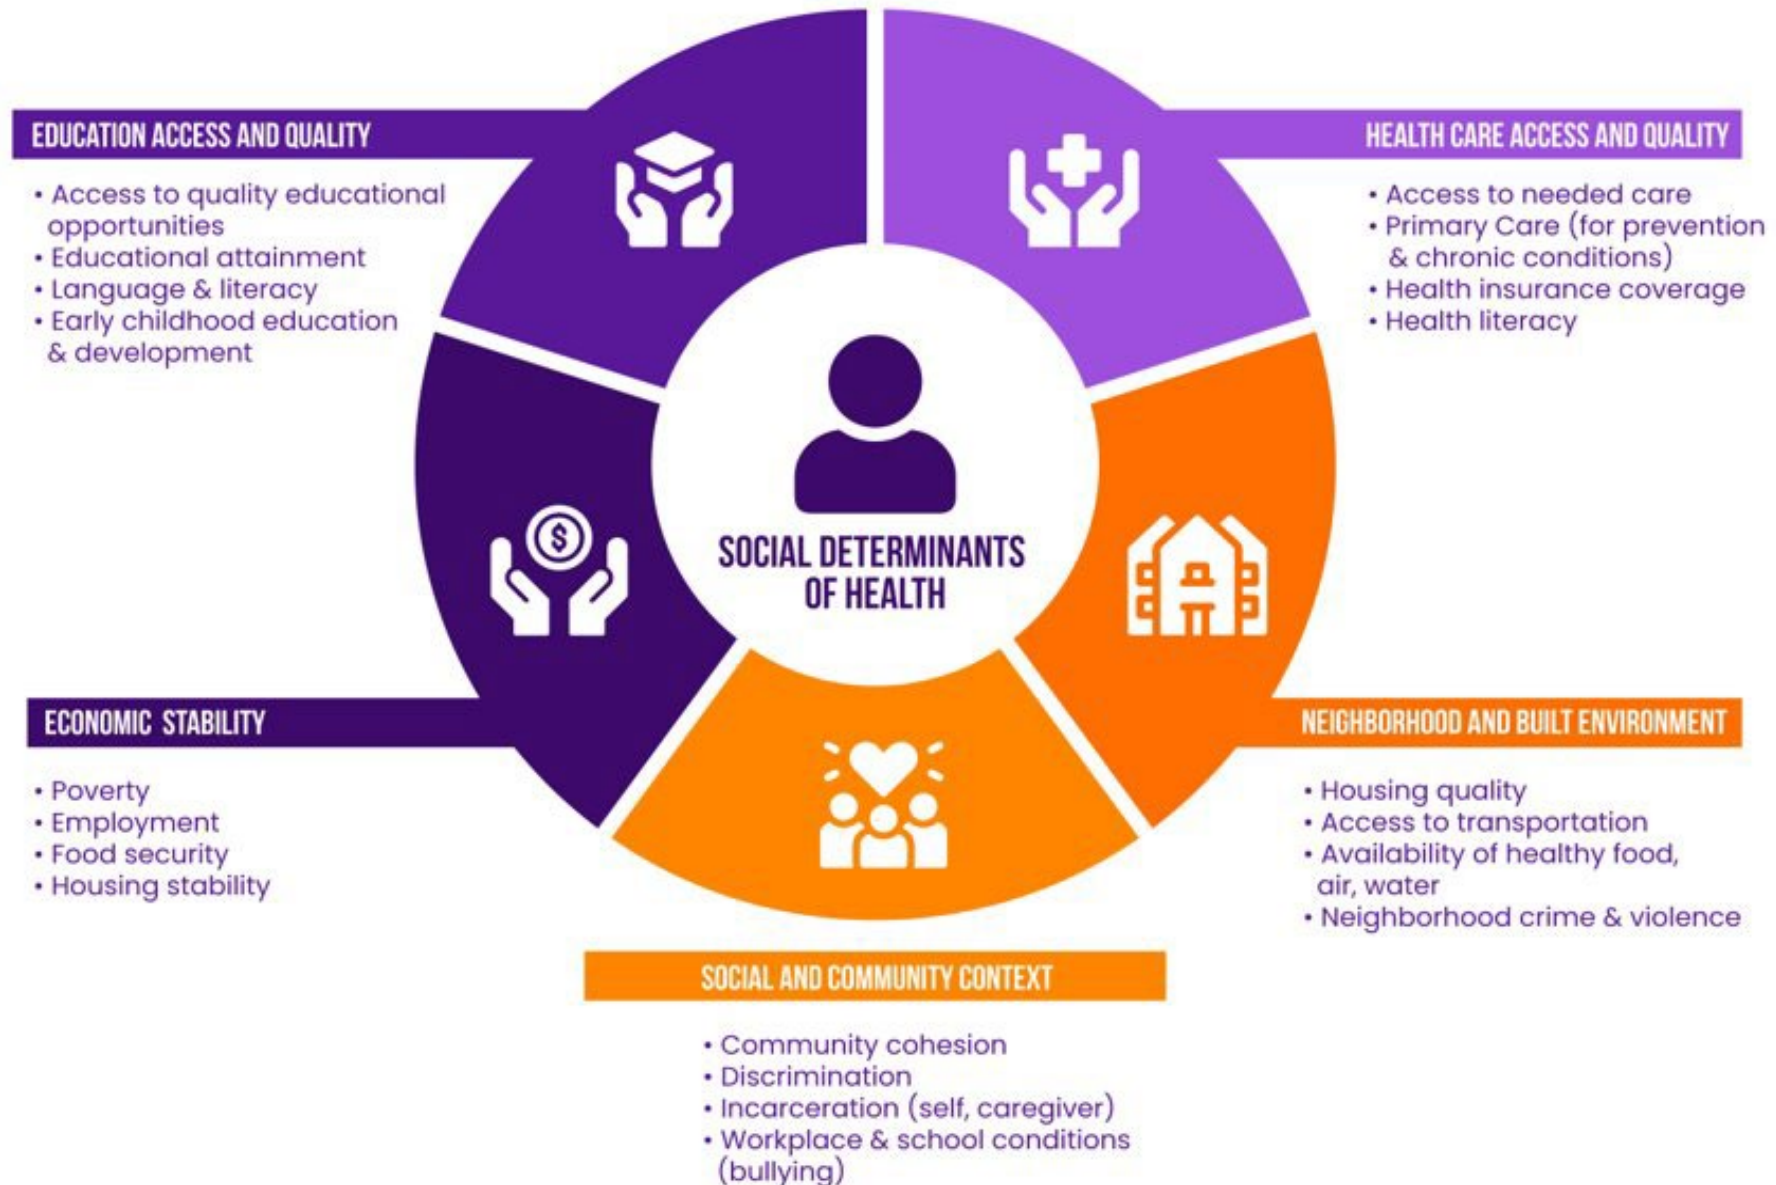 EDUCATION ACCESS AND QUALITY
• Access to quality educational
opportunities
• Educational attainment
• Language & literacy
• Early childhood education
& development
HEALTH CARE ACCESS AND QUALITY
• Access to needed care
• Primary Care (for prevention
& chronic conditions)
• Health insurance coverage
• Health literacy
$
SOCIAL DETERMINANTS
OF HEALTH
ECONOMIC STABILITY
• Poverty
• Employment
• Food security
• Housing stability
NEIGHBORHOOD AND BUILT ENVIRONMENT
• Housing quality
• Access to transportation
• Availability of healthy food,
air, water
• Neighborhood crime & violence
SOCIAL AND COMMUNITY CONTEXT
• Community cohesion
• Discrimination
• Incarceration (self, caregiver)
• Workplace & school conditions
(bullying)